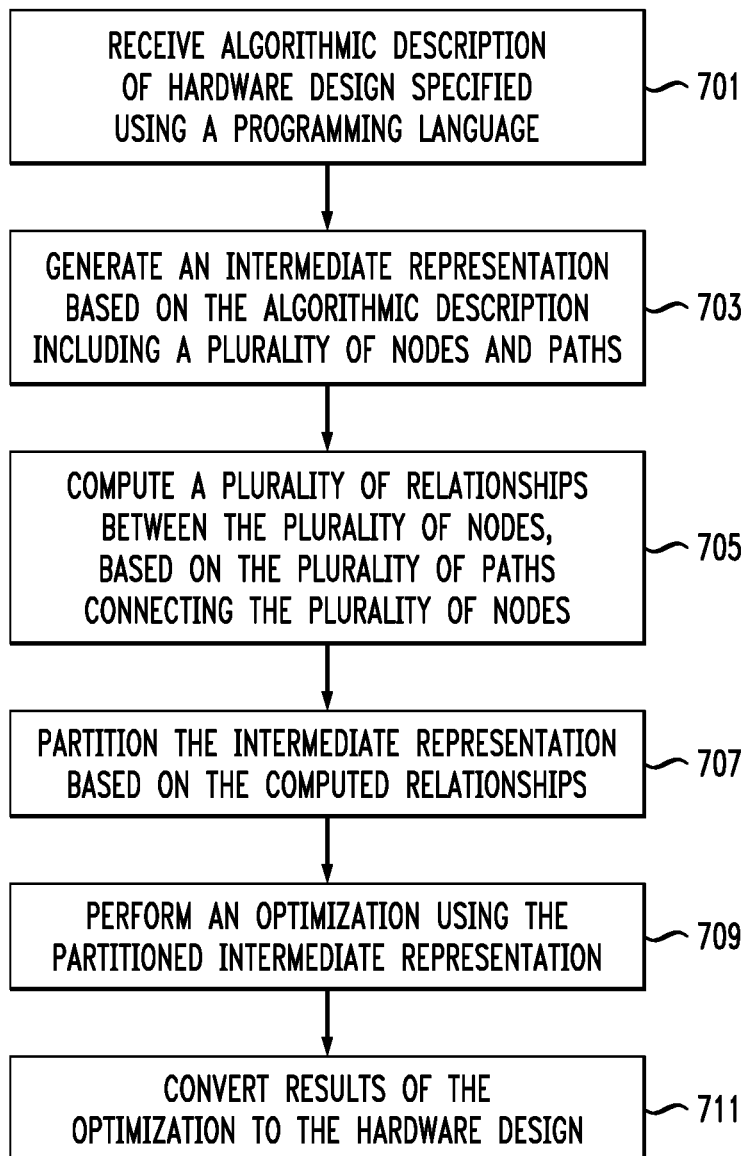 RECEIVE ALGORITHMIC DESCRIPTION
OF HARDWARE DESIGN SPECIFIED
USING A PROGRAMMING LANGUAGE
701
GENERATE AN INTERMEDIATE REPRESENTATION
BASED ON THE ALGORITHMIC DESCRIPTION
INCLUDING A PLURALITY OF NODES AND PATHS
703
COMPUTE A PLURALITY OF RELATIONSHIPS
BETWEEN THE PLURALITY OF NODES,
BASED ON THE PLURALITY OF PATHS
CONNECTING THE PLURALITY OF NODES
705
PARTITION THE INTERMEDIATE REPRESENTATION
BASED ON THE COMPUTED RELATIONSHIPS
707
PERFORM AN OPTIMIZATION USING THE
PARTITIONED INTERMEDIATE REPRESENTATION
709
CONVERT RESULTS OF THE
OPTIMIZATION TO THE HARDWARE DESIGN
711